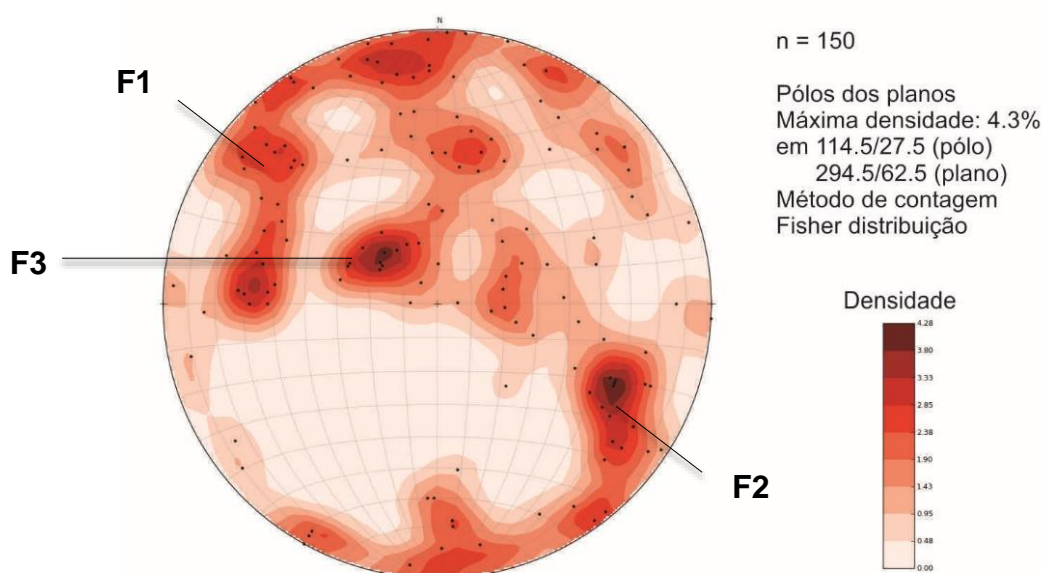 N
F1
F3
F2
n = 150
Pólos dos planos
Máxima densidade: 4.3%
em 114.5/27.5 (pólo)
294.5/62.5 (plano)
Método de contagem
Fisher distribuição
Densidade
4.28
3.80
3.33
2.85
2.38
1.90
1.43
0.95
0.48
0.00